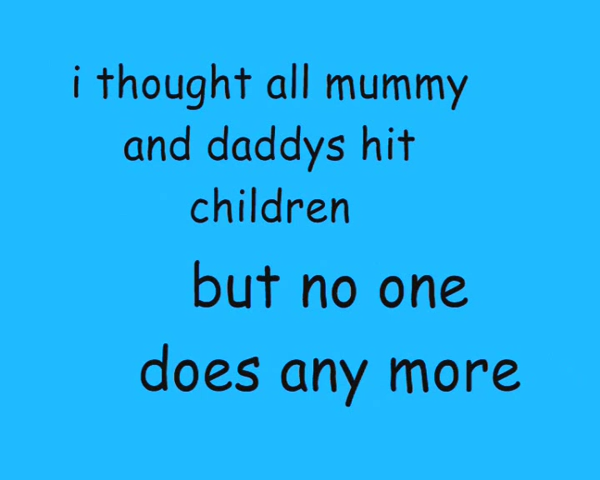 i thought all mummy
and daddys hit
children
but no one
does any more